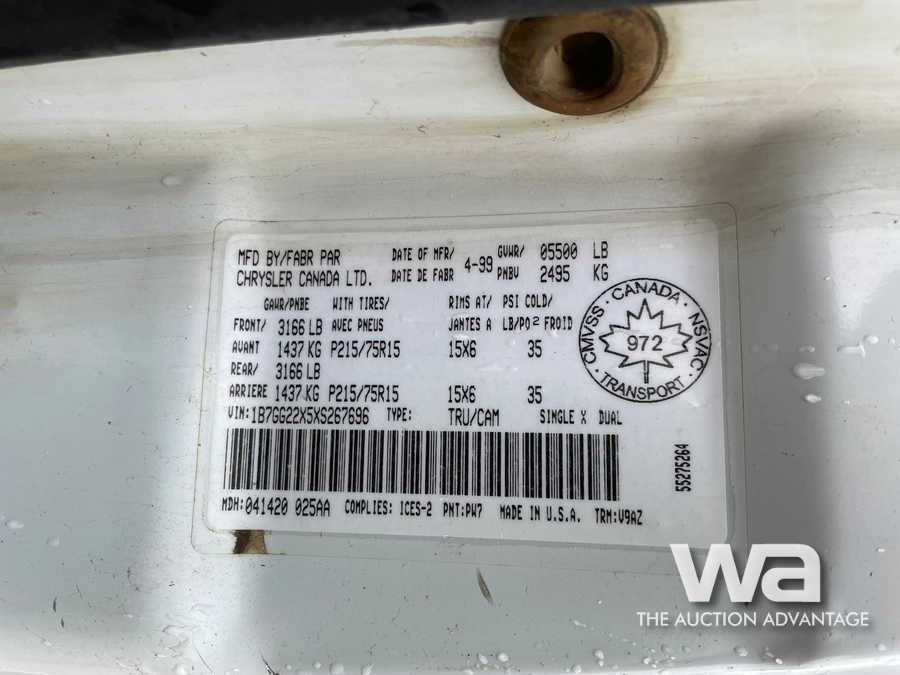 MFD BY/FABR PAR DATE OF MFR/ 4-99 GVWR/ 05500 LB
CHRYSLER CANADA LTD. DATE DE FABR PNBV 2495 KG
GAWR/PNBE WITH TIRES/ RIMS AT/ PSI COLD/
FRONT/ 3166 LB AVEC PNEUS JANTES A LB/PO2 FROID
AVANT 1437 KG P215/75R15 15X6 35
REAR/ 3166 LB
ARRIERE 1437 KG P215/75R15 15X6 35
VIN: 1B7GG22X5XS267696 TYPE: TRU/CAM SINGLE X DUAL
CMVSS · CANADA · NSVAC
972
· TRANSPORT ·
55275264
MDH: 041420 025AA COMPLIES: ICES-2 PNT: PW7 MADE IN U.S.A. TRM: V9AZ
wa
THE AUCTION ADVANTAGE